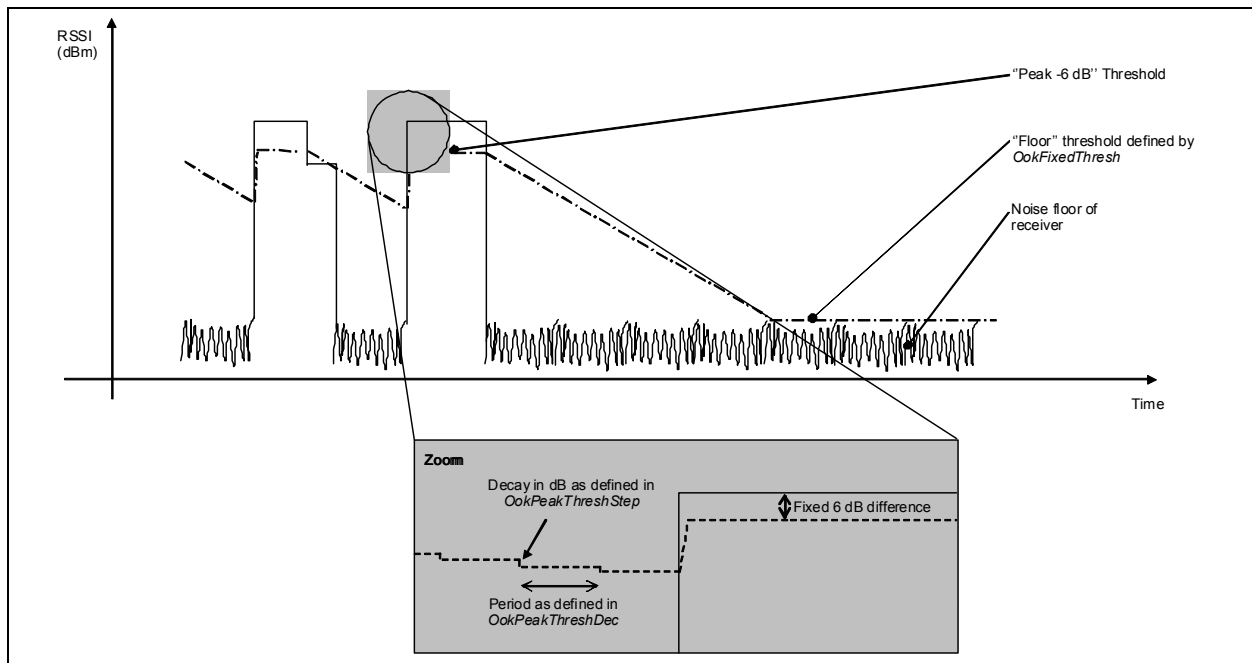 RSSI
(dBm)
“Peak -6 dB’’ Threshold
“Floor’’ threshold defined by
OokFixedThresh
Noise floor of
receiver
Time
Zoom
Decay in dB as defined in
OokPeakThreshStep
Fixed 6 dB difference
Period as defined in
OokPeakThreshDec